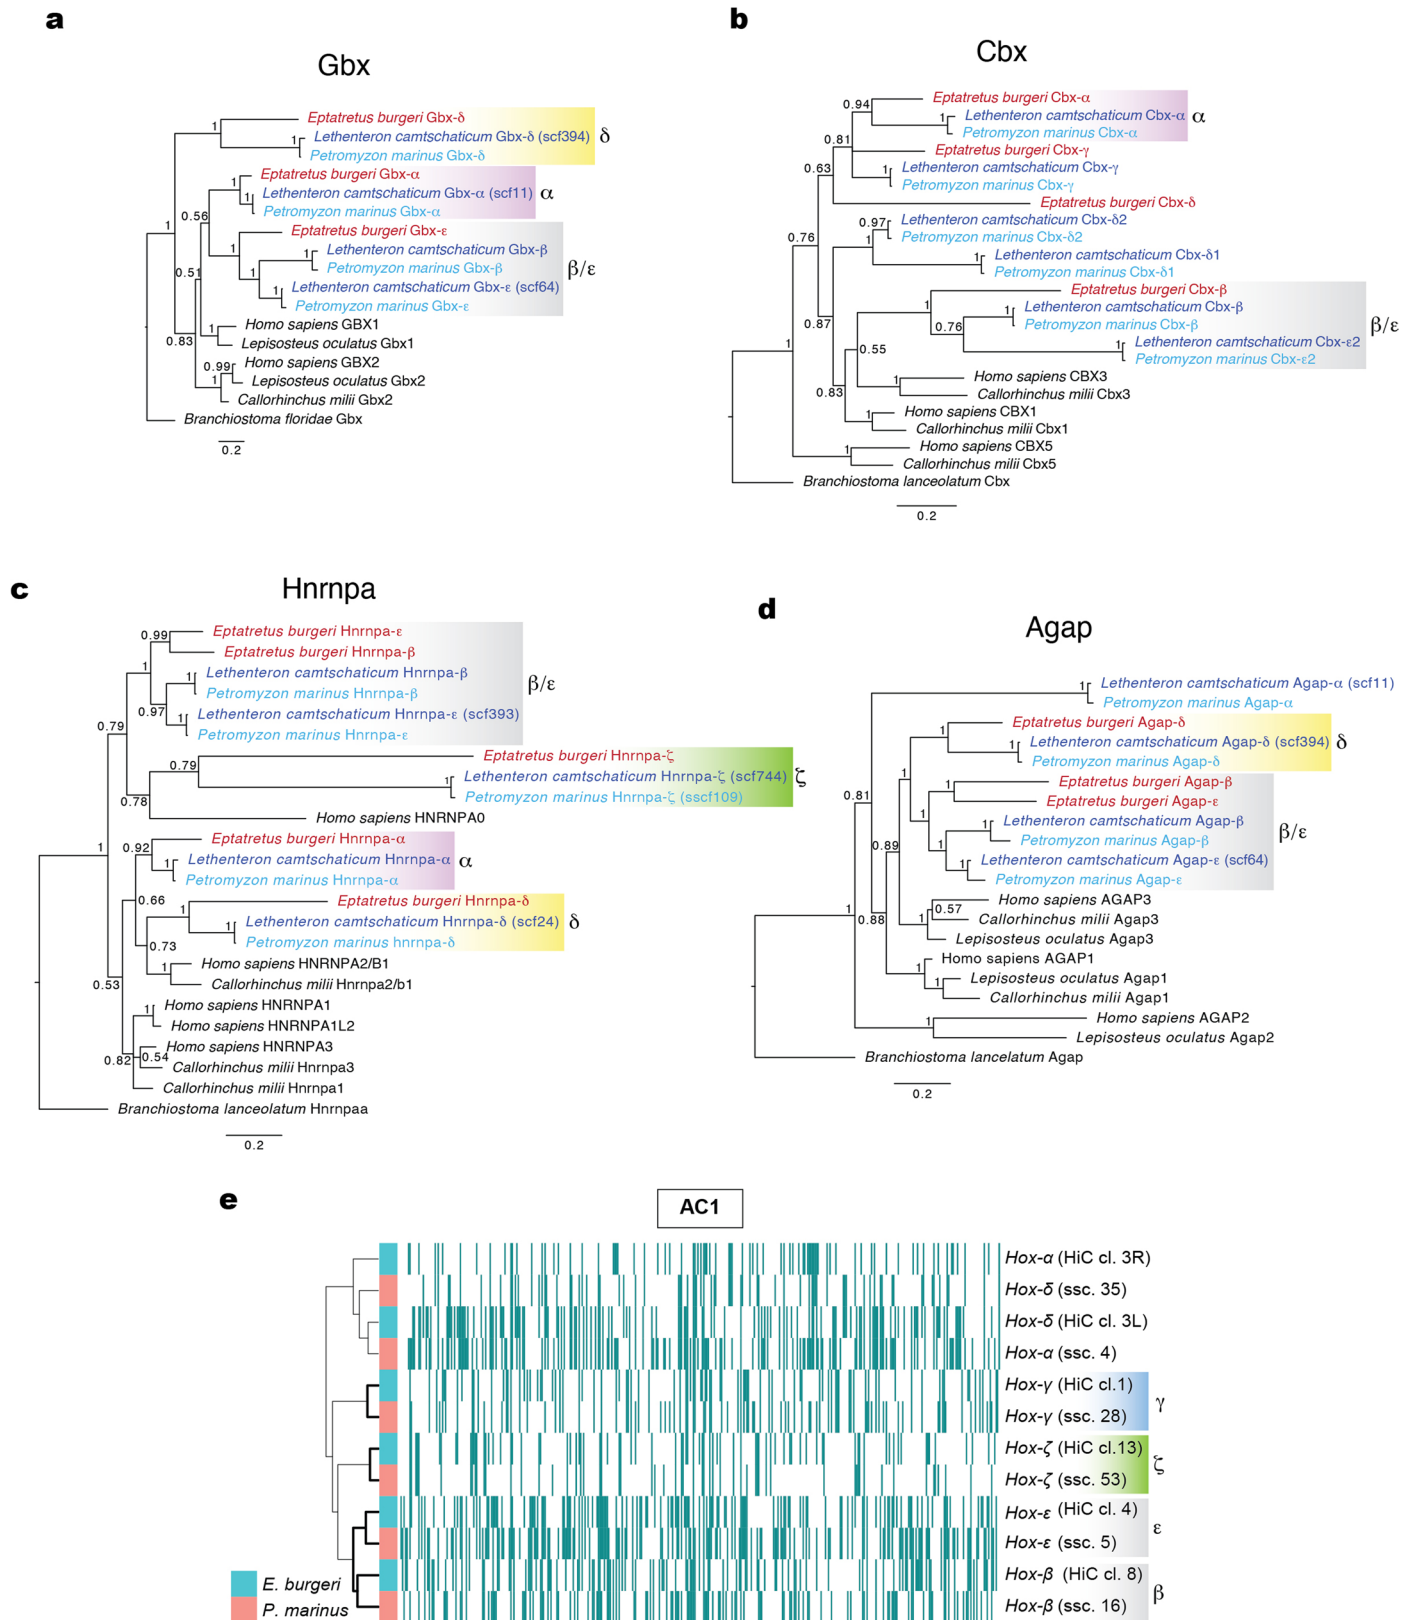 a
Gbx
Eptatretus burgeri Gbx-δ
Lethenteron camtschaticum Gbx-δ (scf394)
Petromyzon marinus Gbx-δ
δ
Eptatretus burgeri Gbx-α
Lethenteron camtschaticum Gbx-α (scf11)
Petromyzon marinus Gbx-α
α
Eptatretus burgeri Gbx-ε
Lethenteron camtschaticum Gbx-β
Petromyzon marinus Gbx-β
Lethenteron camtschaticum Gbx-ε (scf64)
Petromyzon marinus Gbx-ε
β/ε
Homo sapiens GBX1
Lepisosteus oculatus Gbx1
Homo sapiens GBX2
Lepisosteus oculatus Gbx2
Callorhinchus milii Gbx2
Branchiostoma floridae Gbx
1
1
1
1
1
0.56
1
1
1
1
0.51
1
0.83
0.99
1
0.2
b
Cbx
Eptatretus burgeri Cbx-α
Lethenteron camtschaticum Cbx-α
Petromyzon marinus Cbx-α
α
Eptatretus burgeri Cbx-γ
Lethenteron camtschaticum Cbx-γ
Petromyzon marinus Cbx-γ
Eptatretus burgeri Cbx-δ
Lethenteron camtschaticum Cbx-δ2
Petromyzon marinus Cbx-δ2
Lethenteron camtschaticum Cbx-δ1
Petromyzon marinus Cbx-δ1
Eptatretus burgeri Cbx-β
Lethenteron camtschaticum Cbx-β
Petromyzon marinus Cbx-β
Lethenteron camtschaticum Cbx-ε2
Petromyzon marinus Cbx-ε2
β/ε
Homo sapiens CBX3
Callorhinchus milii Cbx3
Homo sapiens CBX1
Callorhinchus milii Cbx1
Homo sapiens CBX5
Callorhinchus milii Cbx5
Branchiostoma lanceolatum Cbx
0.94
1
0.81
0.63
1
0.97
0.76
1
1
1
1
0.87
0.76
1
1
0.55
1
0.83
1
1
0.2
c
Hnrnpa
Eptatretus burgeri Hnrnpa-ε
Eptatretus burgeri Hnrnpa-β
Lethenteron camtschaticum Hnrnpa-β
Petromyzon marinus Hnrnpa-β
Lethenteron camtschaticum Hnrnpa-ε (scf393)
Petromyzon marinus Hnrnpa-ε
β/ε
Eptatretus burgeri Hnrnpa-ζ
Lethenteron camtschaticum Hnrnpa-ζ (scf744)
Petromyzon marinus Hnrnpa-ζ (sscf109)
ζ
Homo sapiens HNRNPA0
Eptatretus burgeri Hnrnpa-α
Lethenteron camtschaticum Hnrnpa-α
Petromyzon marinus Hnrnpa-α
α
Eptatretus burgeri Hnrnpa-δ
Lethenteron camtschaticum Hnrnpa-δ (scf24)
Petromyzon marinus hnrnpa-δ
δ
Homo sapiens HNRNPA2/B1
Callorhinchus milii Hnrnpa2/b1
Homo sapiens HNRNPA1
Homo sapiens HNRNPA1L2
Homo sapiens HNRNPA3
Callorhinchus milii Hnrnpa3
Callorhinchus milii Hnrnpa1
Branchiostoma lanceolatum Hnrnpaa
0.99
1
1
0.97
1
0.79
0.79
1
0.78
1
0.92
1
0.66
1
0.73
1
0.53
1
0.82
0.54
0.2
d
Agap
Lethenteron camtschaticum Agap-α (scf11)
Petromyzon marinus Agap-α
Eptatretus burgeri Agap-δ
Lethenteron camtschaticum Agap-δ (scf394)
Petromyzon marinus Agap-δ
δ
Eptatretus burgeri Agap-β
Eptatretus burgeri Agap-ε
Lethenteron camtschaticum Agap-β
Petromyzon marinus Agap-β
Lethenteron camtschaticum Agap-ε (scf64)
Petromyzon marinus Agap-ε
β/ε
Homo sapiens AGAP3
Callorhinchus milii Agap3
Lepisosteus oculatus Agap3
Homo sapiens AGAP1
Lepisosteus oculatus Agap1
Callorhinchus milii Agap1
Homo sapiens AGAP2
Lepisosteus oculatus Agap2
Branchiostoma lancelatum Agap
1
1
1
1
1
0.81
1
1
1
0.89
1
0.57
1
0.88
1
1
1
1
0.2
e
AC1
Hox-α (HiC cl. 3R)
Hox-δ (ssc. 35)
Hox-δ (HiC cl. 3L)
Hox-α (ssc. 4)
Hox-γ (HiC cl.1)
Hox-γ (ssc. 28)
γ
Hox-ζ (HiC cl.13)
Hox-ζ (ssc. 53)
ζ
Hox-ε (HiC cl. 4)
Hox-ε (ssc. 5)
ε
Hox-β (HiC cl. 8)
Hox-β (ssc. 16)
β
E. burgeri
P. marinus